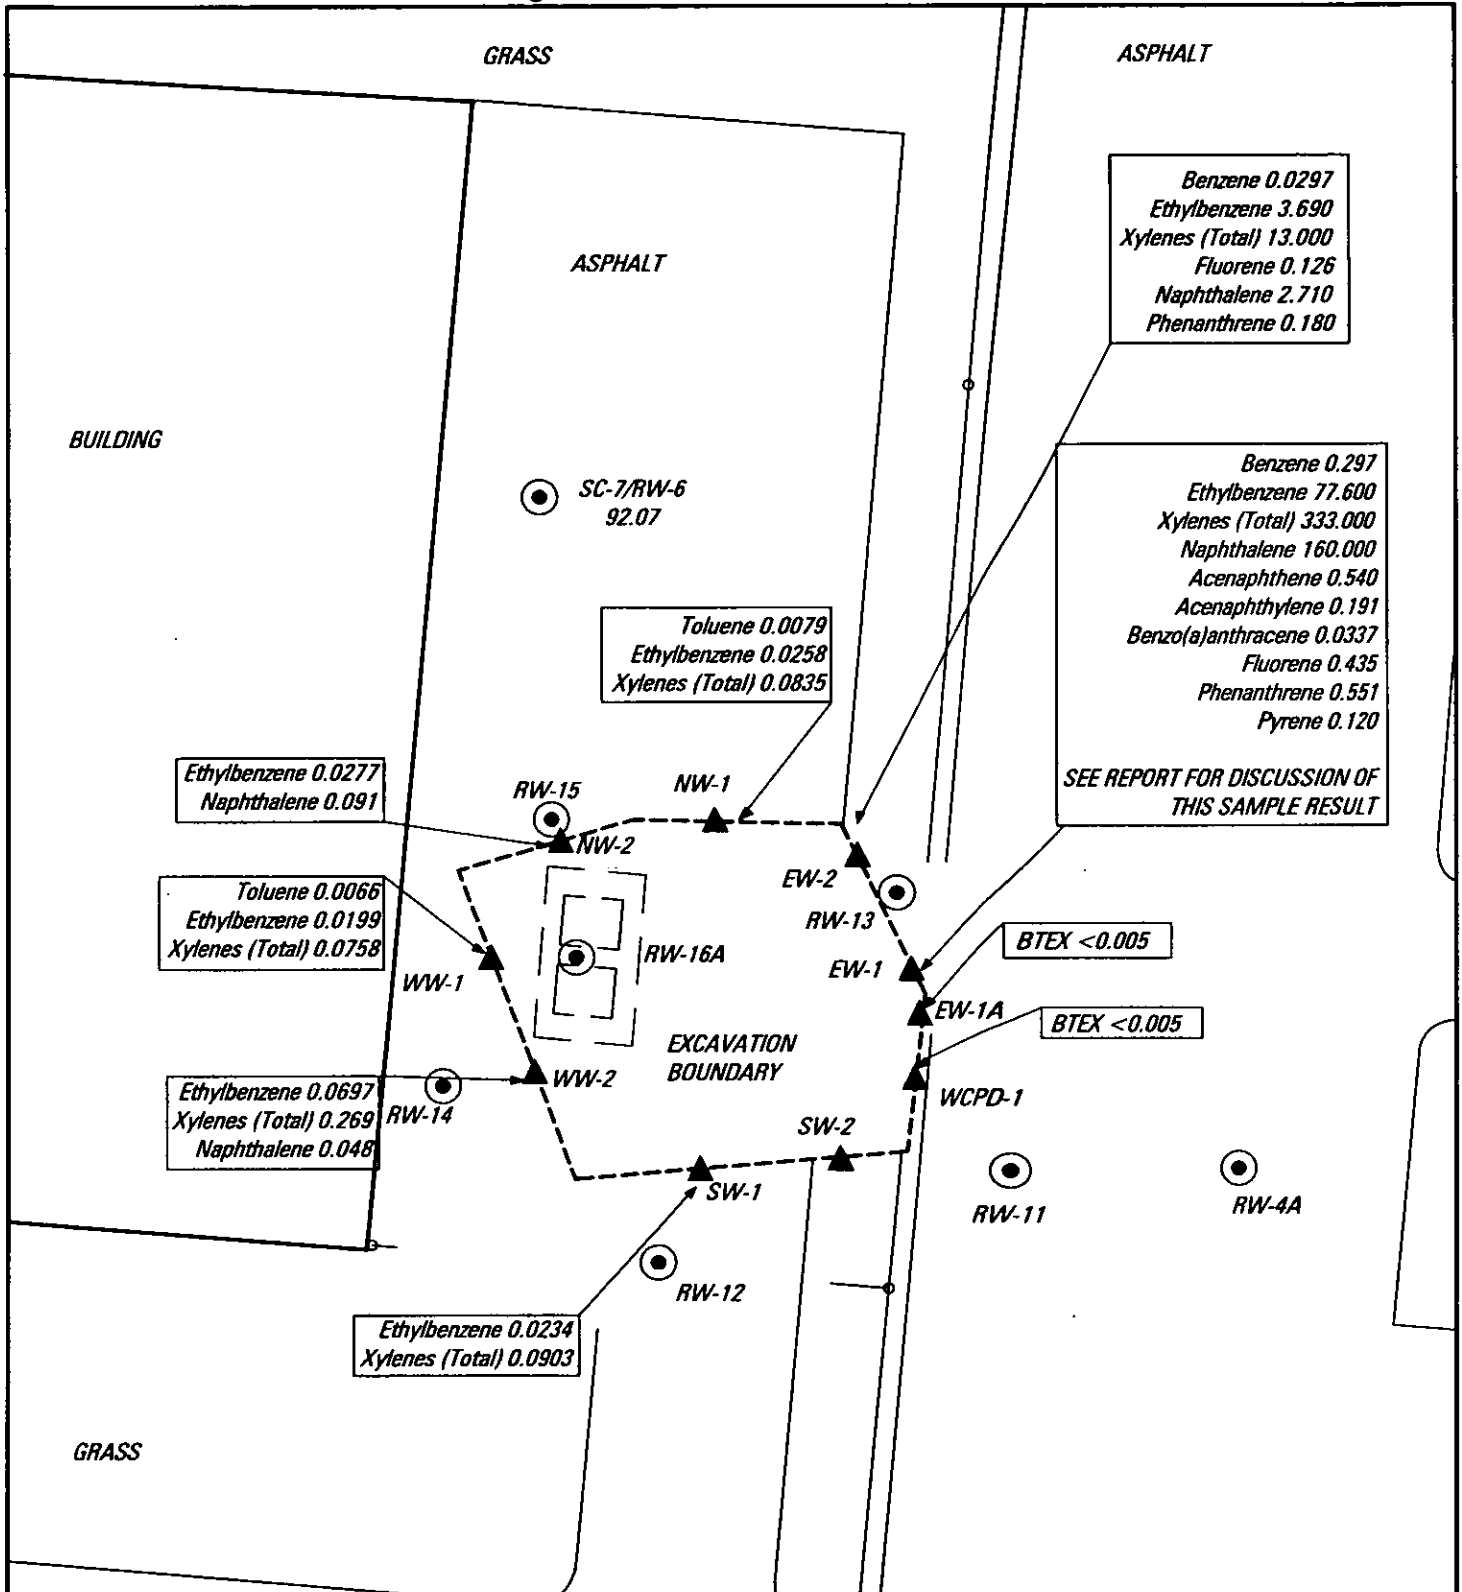 GRASS
ASPHALT
Benzene 0.0297
Ethylbenzene 3.690
Xylenes (Total) 13.000
Fluorene 0.126
Naphthalene 2.710
Phenanthrene 0.180
ASPHALT
BUILDING
SC-7/RW-6
92.07
Benzene 0.297
Ethylbenzene 77.600
Xylenes (Total) 333.000
Naphthalene 160.000
Acenaphthene 0.540
Acenaphthylene 0.191
Benzo(a)anthracene 0.0337
Fluorene 0.435
Phenanthrene 0.551
Pyrene 0.120
SEE REPORT FOR DISCUSSION OF
THIS SAMPLE RESULT
Toluene 0.0079
Ethylbenzene 0.0258
Xylenes (Total) 0.0835
Ethylbenzene 0.0277
Naphthalene 0.091
RW-15
NW-1
NW-2
EW-2
RW-13
Toluene 0.0066
Ethylbenzene 0.0199
Xylenes (Total) 0.0758
WW-1
RW-16A
EW-1
BTEX <0.005
EW-1A
BTEX <0.005
EXCAVATION
BOUNDARY
WW-2
WCPD-1
Ethylbenzene 0.0697
Xylenes (Total) 0.269
Naphthalene 0.048
RW-14
SW-2
SW-1
RW-11
RW-4A
RW-12
Ethylbenzene 0.0234
Xylenes (Total) 0.0903
GRASS